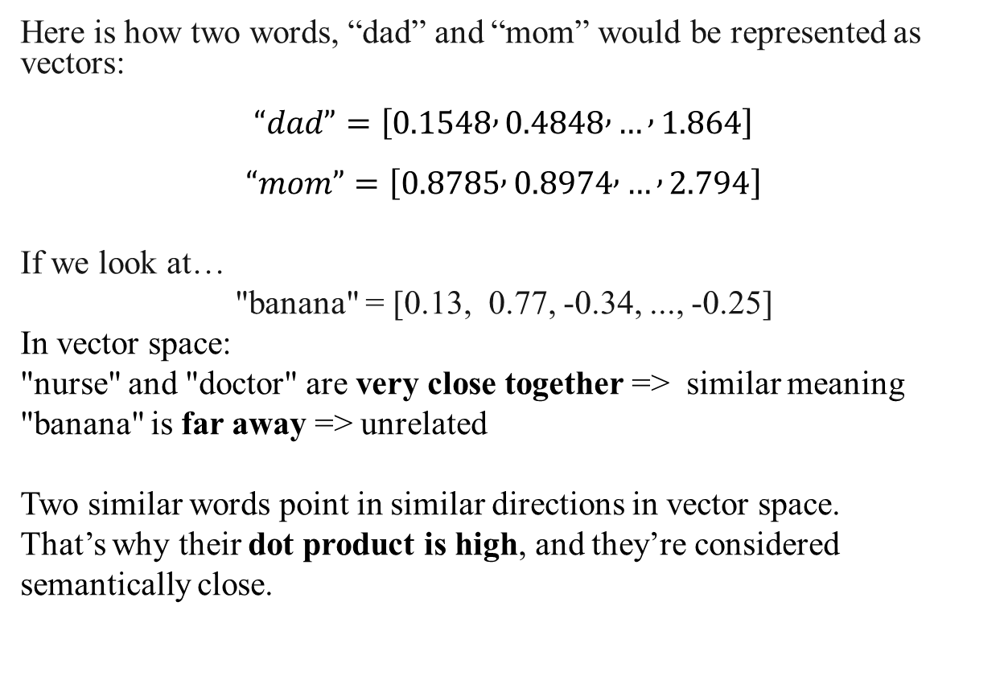 Here is how two words, “dad” and “mom” would be represented as
vectors:
“dad” = [0.1548, 0.4848, … , 1.864]
“mom” = [0.8785, 0.8974, … , 2.794]
If we look at…
"banana" = [0.13, 0.77, -0.34, ..., -0.25]
In vector space:
"nurse" and "doctor" are very close together => similar meaning
"banana" is far away => unrelated
Two similar words point in similar directions in vector space.
That’s why their dot product is high, and they’re considered
semantically close.